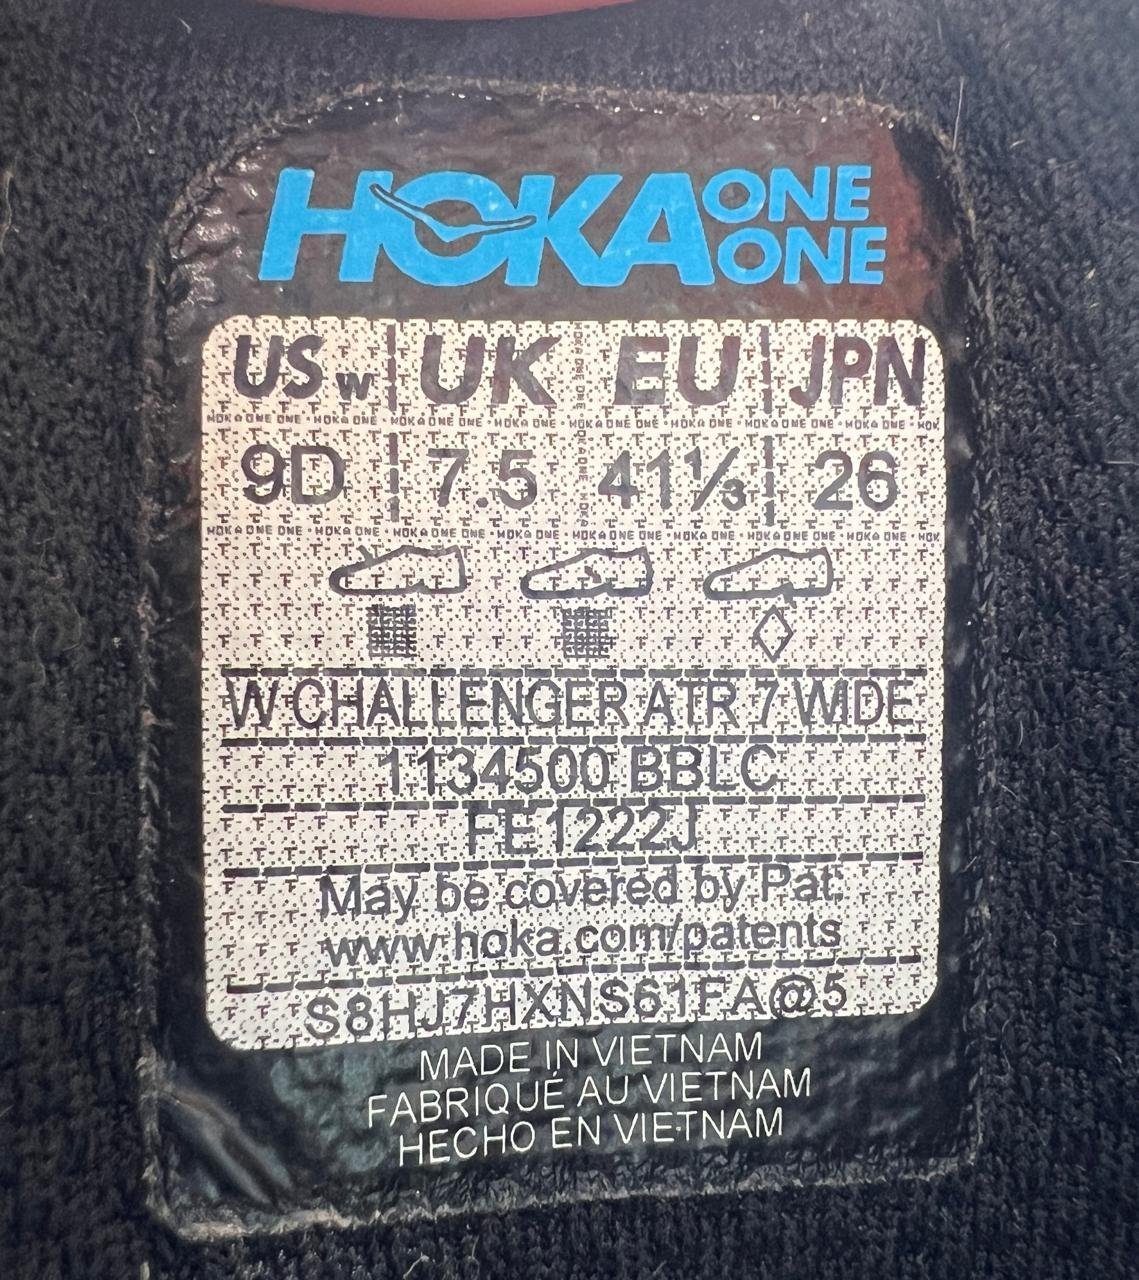 HOKA ONE ONE
USw UK EU JPN
9D 7.5 41⅓ 26
W CHALLENGER ATR 7 WIDE
1134500 BBLC
FE1222J
May be covered by Pat:
www.hoka.com/patents
S8HJ7HXNS61FA@5
MADE IN VIETNAM
FABRIQUÉ AU VIETNAM
HECHO EN VIETNAM